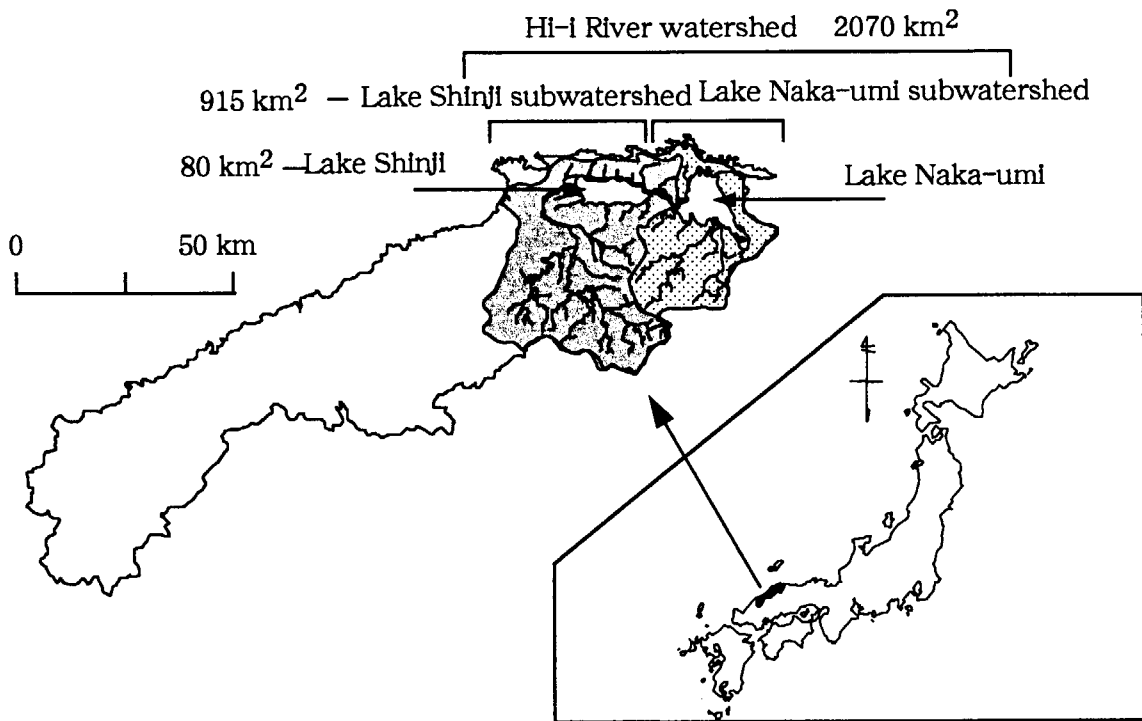 Hi-i River watershed 2070 km²
915 km² – Lake Shinji subwatershed Lake Naka-umi subwatershed
80 km² – Lake Shinji
Lake Naka-umi
0 50 km